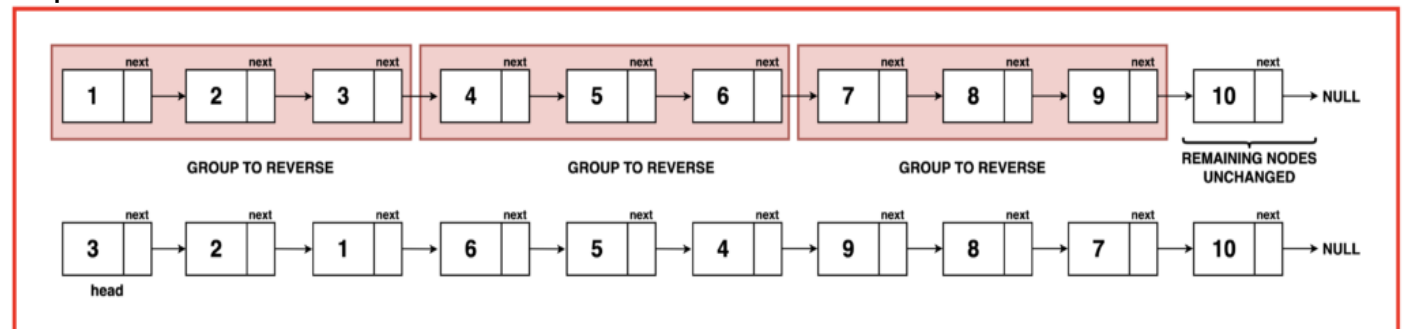 next next next next next next next next next next
1 2 3 4 5 6 7 8 9 10 NULL
GROUP TO REVERSE GROUP TO REVERSE GROUP TO REVERSE REMAINING NODES
UNCHANGED
next next next next next next next next next next
3 2 1 6 5 4 9 8 7 10 NULL
head